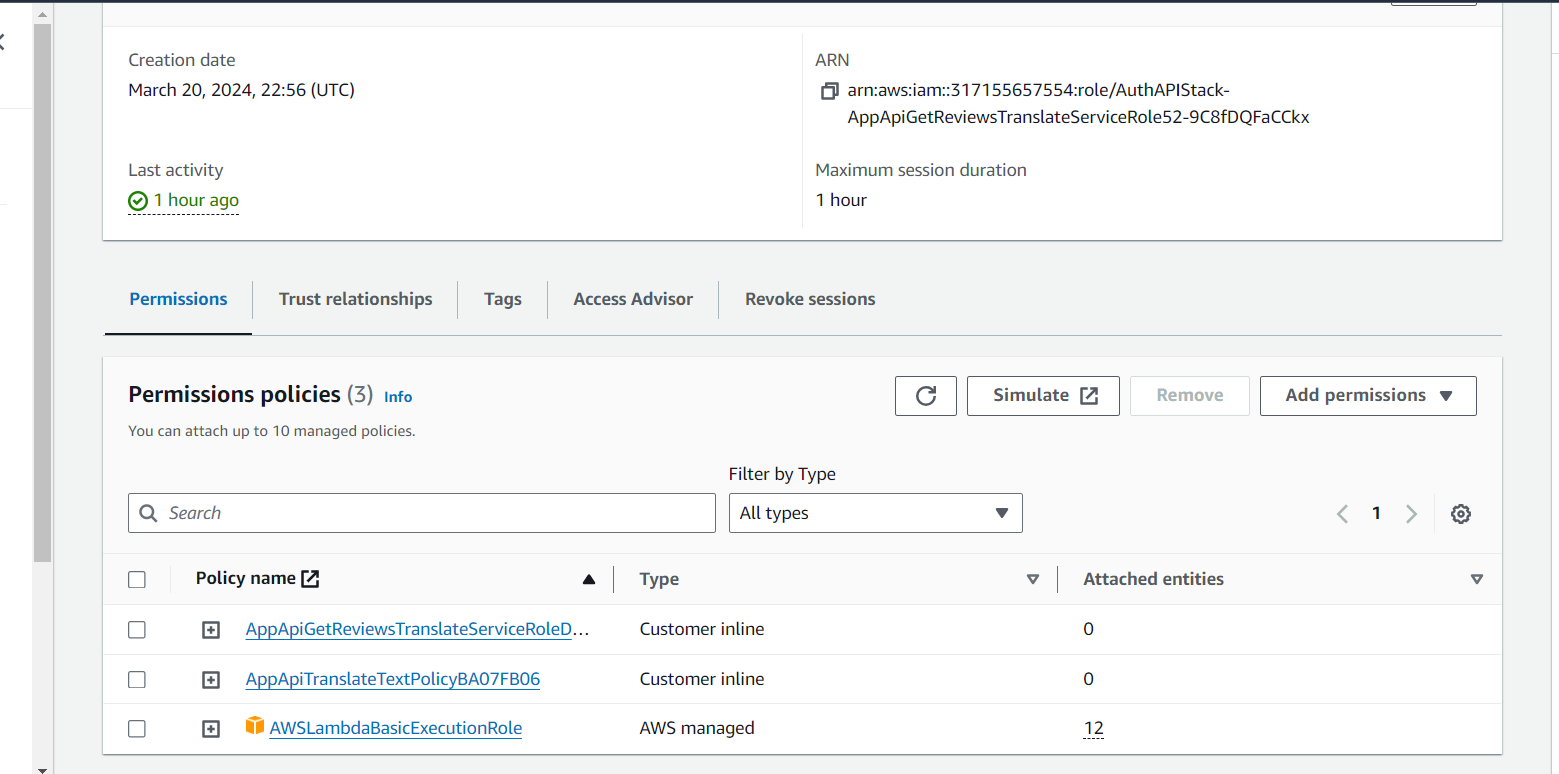 Creation date
March 20, 2024, 22:56 (UTC)
ARN
arn:aws:iam::317155657554:role/AuthAPIStack-
AppApiGetReviewsTranslateServiceRole52-9C8fDQFaCCkx
Last activity
1 hour ago
Maximum session duration
1 hour
Permissions Trust relationships Tags Access Advisor Revoke sessions
Permissions policies (3) Info
Simulate Remove Add permissions
You can attach up to 10 managed policies.
Filter by Type
Search All types 1
Policy name Type Attached entities
AppApiGetReviewsTranslateServiceRoleD... Customer inline 0
AppApiTranslateTextPolicyBA07FB06 Customer inline 0
AWSLambdaBasicExecutionRole AWS managed 12